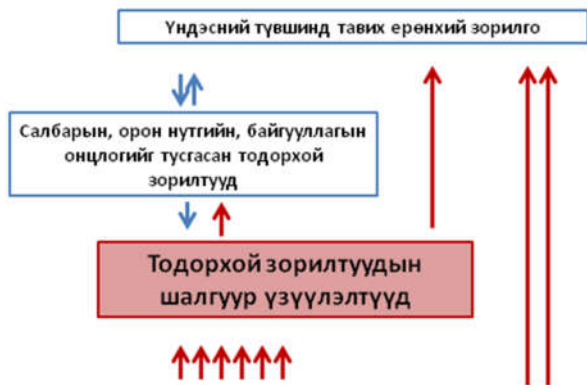 Үндэсний түвшинд тавих ерөнхий зорилго
Салбарын, орон нутгийн, байгууллагын
онцлогийг тусгасан тодорхой
зорилтууд
Тодорхой зорилтуудын
шалгуур үзүүлэлтүүд